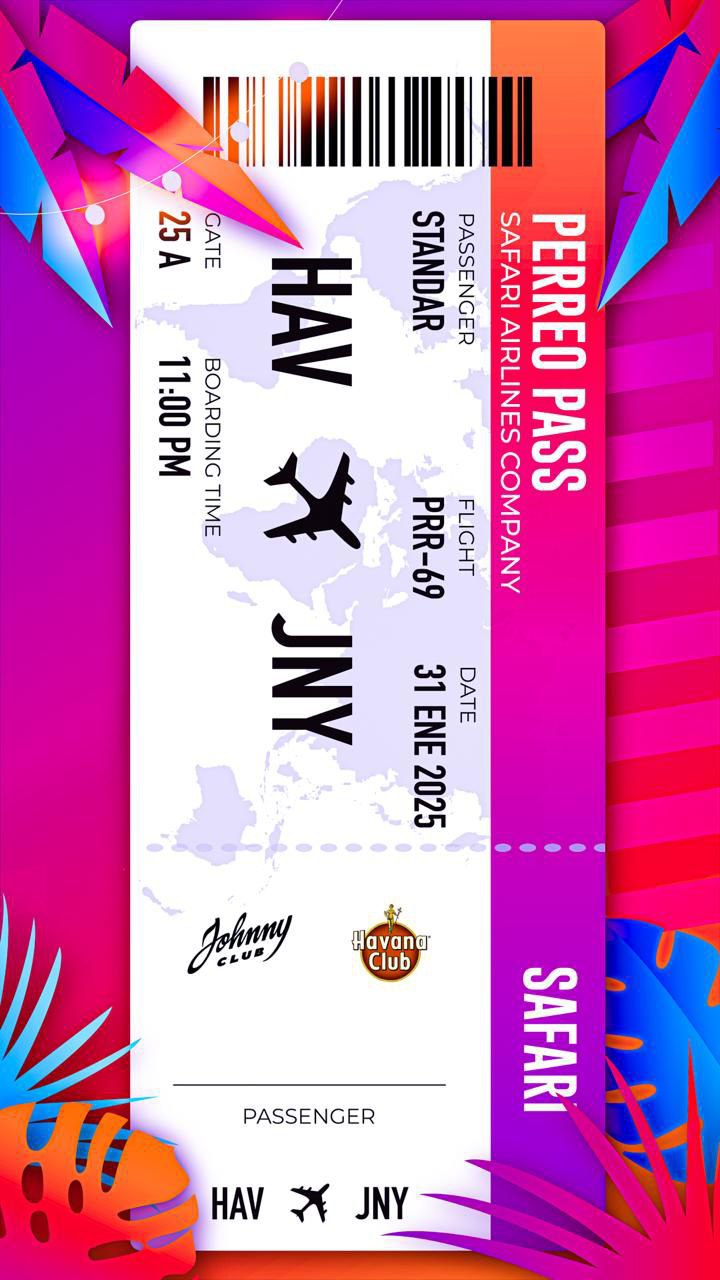 PERREO PASS
SAFARI AIRLINES COMPANY
PASSENGER
STANDAR
FLIGHT
PRR-69
DATE
31 ENE 2025
HAV
JNY
GATE
25 A
BOARDING TIME
11:00 PM
SAFARI
Johnny
CLUB
Havana
Club
PASSENGER
HAV
JNY